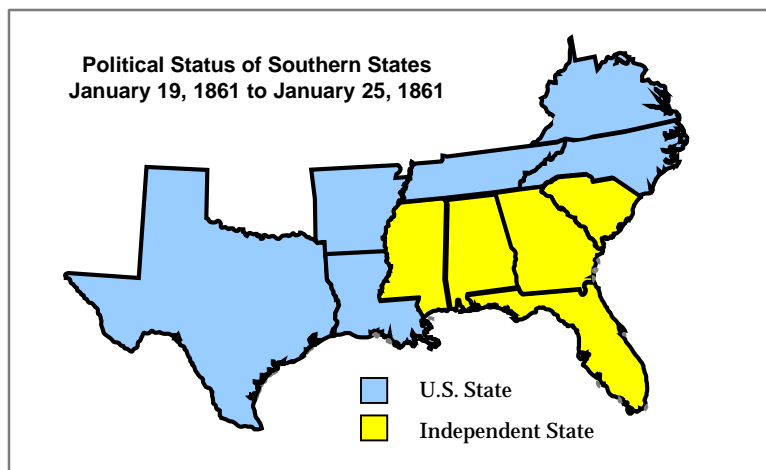 Political Status of Southern States
January 19, 1861 to January 25, 1861
U.S. State
Independent State